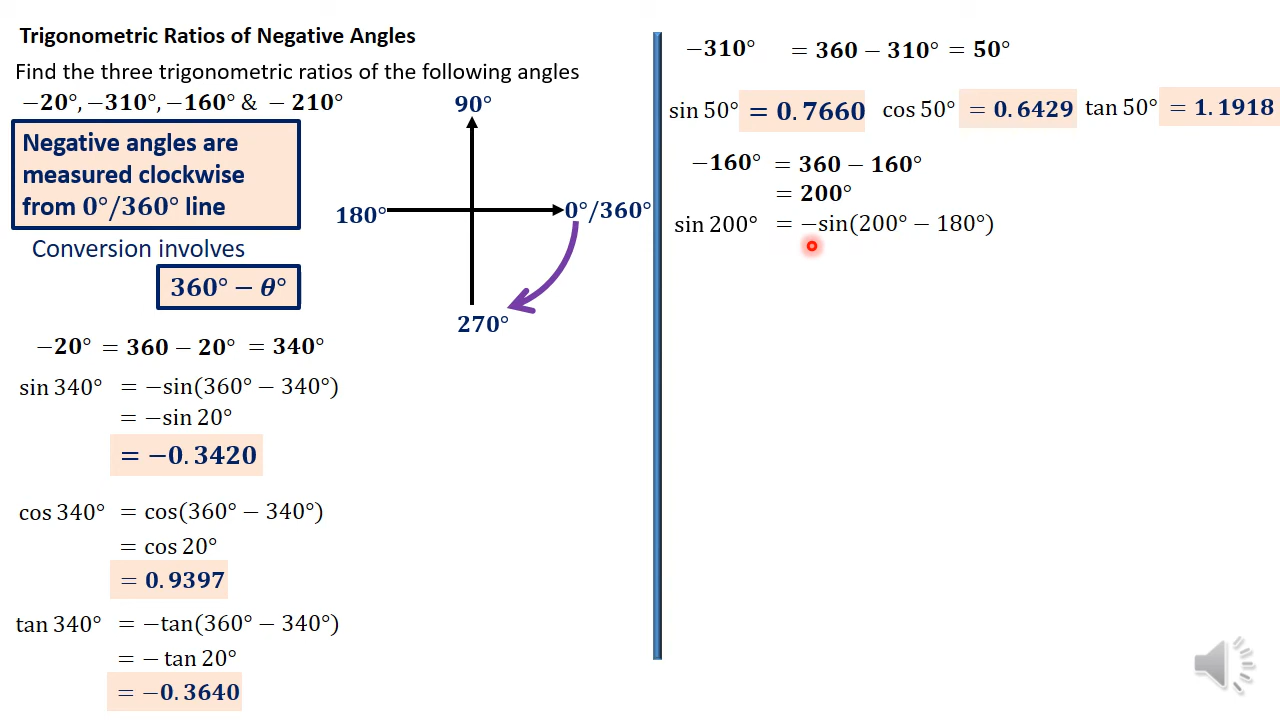 Trigonometric Ratios of Negative Angles
Find the three trigonometric ratios of the following angles
−20°, −310°, −160° & − 210°
Negative angles are
measured clockwise
from 0°/360° line
Conversion involves
360° − θ°
90°
180°
0°/360°
270°
−20° = 360 − 20° = 340°
sin 340° = −sin(360° − 340°)
= −sin 20°
= −0.3420
cos 340° = cos(360° − 340°)
= cos 20°
= 0.9397
tan 340° = −tan(360° − 340°)
= − tan 20°
= −0.3640
−310° = 360 − 310° = 50°
sin 50° = 0.7660 cos 50° = 0.6429 tan 50° = 1.1918
−160° = 360 − 160°
= 200°
sin 200° = −sin(200° − 180°)